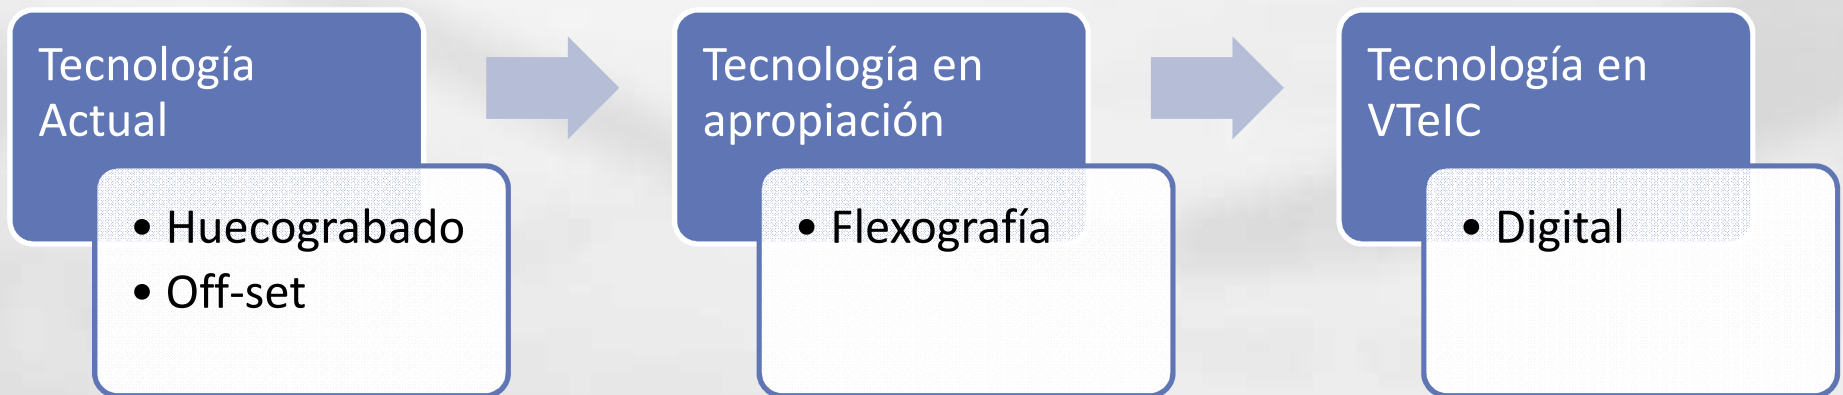 Tecnología
Actual
• Huecograbado
• Off-set
Tecnología en
apropiación
• Flexografía
Tecnología en
VTeIC
• Digital